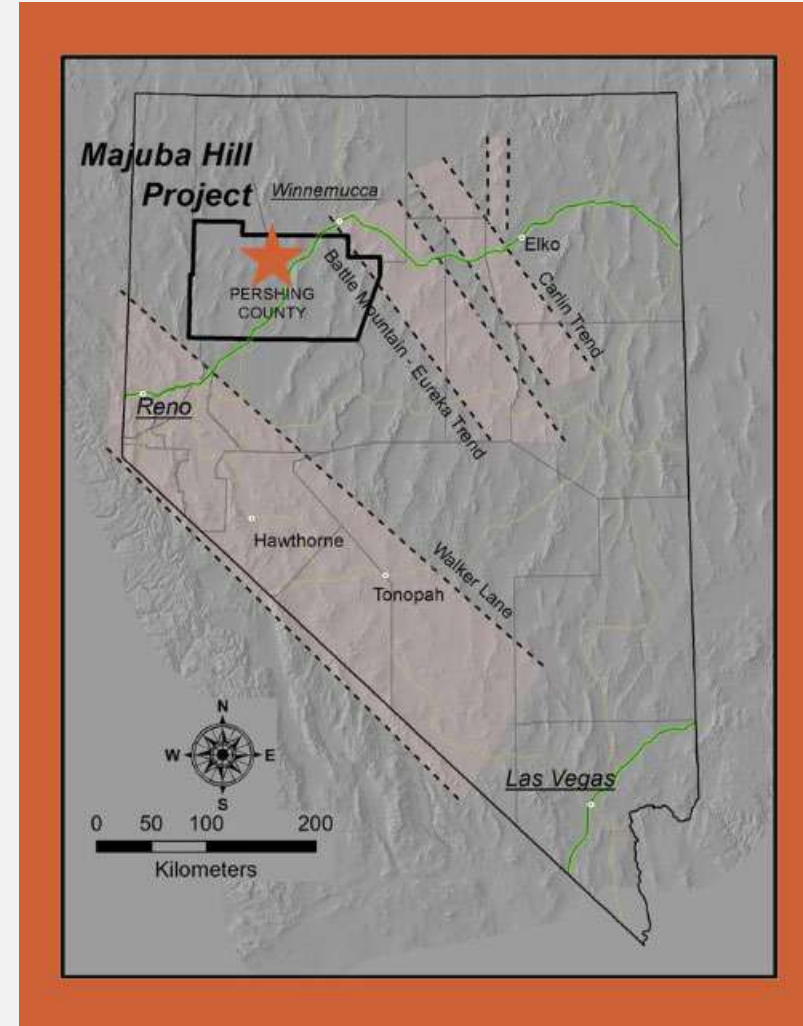 Majuba Hill
Project
Winnemucca
Elko
PERSHING
COUNTY
Battle Mountain - Eureka Trend
Carlin Trend
Reno
Hawthorne
Walker Lane
Tonopah
N
W
E
S
Las Vegas
0 50 100 200
Kilometers